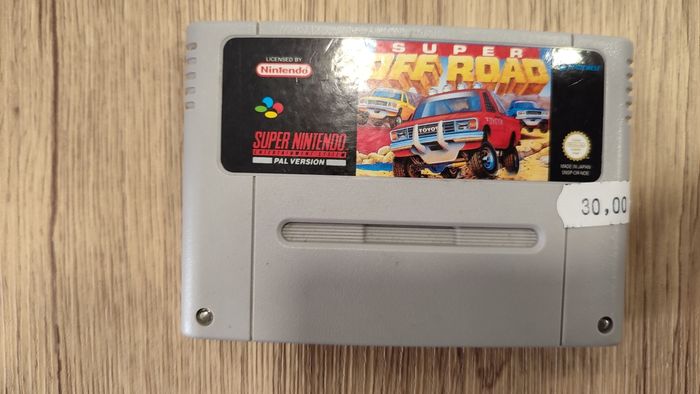 LICENSED BY
Nintendo
SUPER NINTENDO
ENTERTAINMENT SYSTEM
PAL VERSION
SUPER
OFF ROAD
TOYOTA
MADE IN JAPAN
30,00